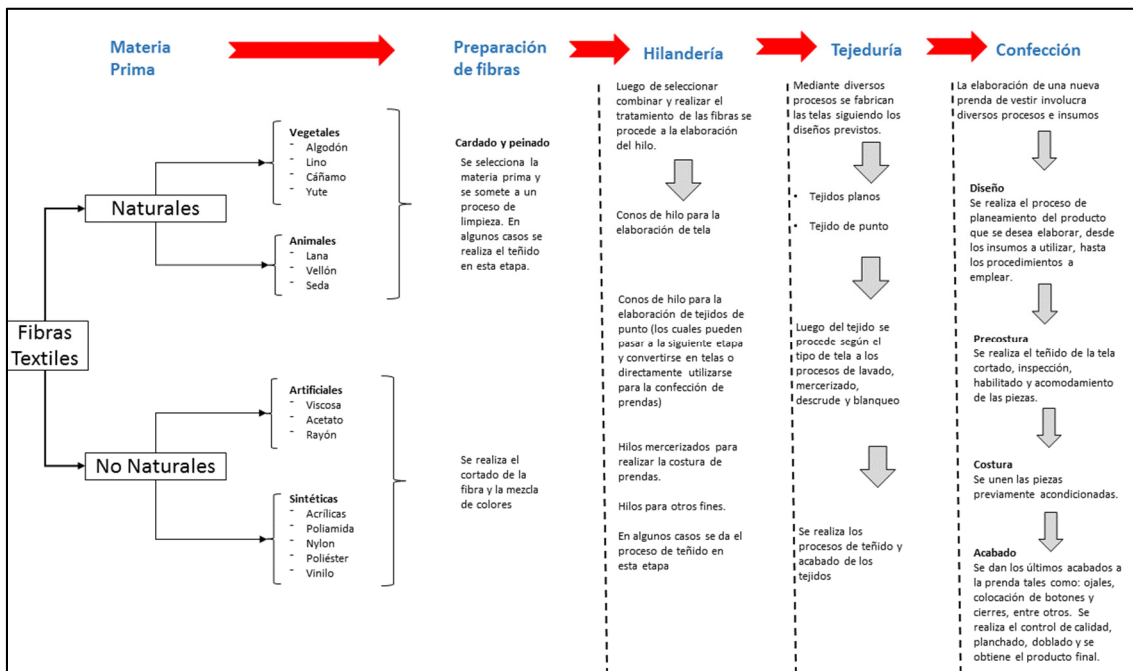 Materia
Prima
Preparación
de fibras
Hilandería
Tejeduría
Confección
Fibras
Textiles
Naturales
No Naturales
Vegetales
- Algodón
- Lino
- Cáñamo
- Yute
Animales
- Lana
- Vellón
- Seda
Artificiales
- Viscosa
- Acetato
- Rayón
Sintéticas
- Acrílicas
- Poliamida
- Nylon
- Poliéster
- Vinilo
Cardado y peinado
Se selecciona la
materia prima y
se somete a un
proceso de
limpieza. En
algunos casos se
realiza el teñido
en esta etapa.
Se realiza el
cortado de la
fibra y la mezcla
de colores
Luego de seleccionar
combinar y realizar el
tratamiento de las fibras se
procede a la elaboración
del hilo.
Conos de hilo para la
elaboración de tela
Conos de hilo para la
elaboración de tejidos de
punto (los cuales pueden
pasar a la siguiente etapa
y convertirse en telas o
directamente utilizarse
para la confección de
prendas)
Hilos mercerizados para
realizar la costura de
prendas.
Hilos para otros fines.
En algunos casos se da el
proceso de teñido en
esta etapa
Mediante diversos
procesos se fabrican
las telas siguiendo los
diseños previstos.
• Tejidos planos
• Tejido de punto
Luego del tejido se
procede según el
tipo de tela a los
procesos de lavado,
mercerizado,
descrude y blanqueo
Se realiza los
procesos de teñido y
acabado de los
tejidos
La elaboración de una nueva
prenda de vestir involucra
diversos procesos e insumos
Diseño
Se realiza el proceso de
planeamiento del producto
que se desea elaborar, desde
los insumos a utilizar, hasta
los procedimientos a
emplear.
Precostura
Se realiza el teñido de la tela
cortado, inspección,
habilitado y acomodamiento
de las piezas.
Costura
Se unen las piezas
previamente acondicionadas.
Acabado
Se dan los últimos acabados a
la prenda tales como: ojales,
colocación de botones y
cierres, entre otros. Se
realiza el control de calidad,
planchado, doblado y se
obtiene el producto final.